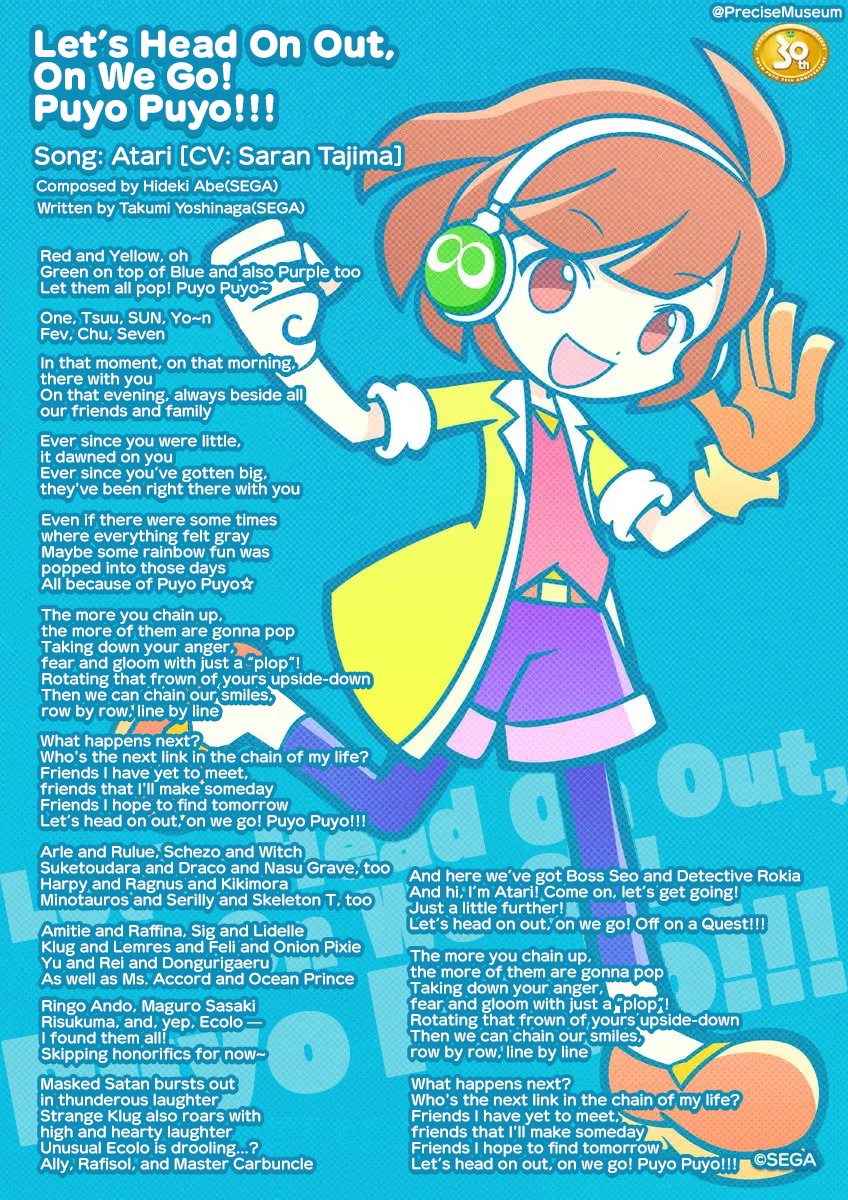 @PreciseMuseum
30th
PUYO PUYO 30th ANNIVERSARY
Let's Head On Out,
On We Go!
Puyo Puyo!!!
Song: Atari [CV: Saran Tajima]
Composed by Hideki Abe(SEGA)
Written by Takumi Yoshinaga(SEGA)
Red and Yellow, oh
Green on top of Blue and also Purple too
Let them all pop! Puyo Puyo~
One, Tsuu, SUN, Yo~n
Fev, Chu, Seven
In that moment, on that morning,
there with you
On that evening, always beside all
our friends and family
Ever since you were little,
it dawned on you
Ever since you've gotten big,
they've been right there with you
Even if there were some times
where everything felt gray
Maybe some rainbow fun was
popped into those days
All because of Puyo Puyo☆
The more you chain up,
the more of them are gonna pop
Taking down your anger,
fear and gloom with just a "plop"!
Rotating that frown of yours upside-down
Then we can chain our smiles,
row by row, line by line
What happens next?
Who's the next link in the chain of my life?
Friends I have yet to meet,
friends that I'll make someday
Friends I hope to find tomorrow
Let's head on out, on we go! Puyo Puyo!!!
Arle and Rulue, Schezo and Witch
Suketoudara and Draco and Nasu Grave, too
Harpy and Ragnus and Kikimora
Minotauros and Serilly and Skeleton T, too
Amitie and Raffina, Sig and Lidelle
Klug and Lemres and Feli and Onion Pixie
Yu and Rei and Dongurigaeru
As well as Ms. Accord and Ocean Prince
Ringo Ando, Maguro Sasaki
Risukuma, and, yep, Ecolo —
I found them all!
Skipping honorifics for now~
Masked Satan bursts out
in thunderous laughter
Strange Klug also roars with
high and hearty laughter
Unusual Ecolo is drooling...?
Ally, Rafisol, and Master Carbuncle
And here we've got Boss Seo and Detective Rokia
And hi, I'm Atari! Come on, let's get going!
Just a little further!
Let's head on out, on we go! Off on a Quest!!!
The more you chain up,
the more of them are gonna pop
Taking down your anger,
fear and gloom with just a "plop"!
Rotating that frown of yours upside-down
Then we can chain our smiles,
row by row, line by line
What happens next?
Who's the next link in the chain of my life?
Friends I have yet to meet,
friends that I'll make someday
Friends I hope to find tomorrow
Let's head on out, on we go! Puyo Puyo!!!
©SEGA
Let's Head On Out,
On We Go!
Puyo Puyo!!!